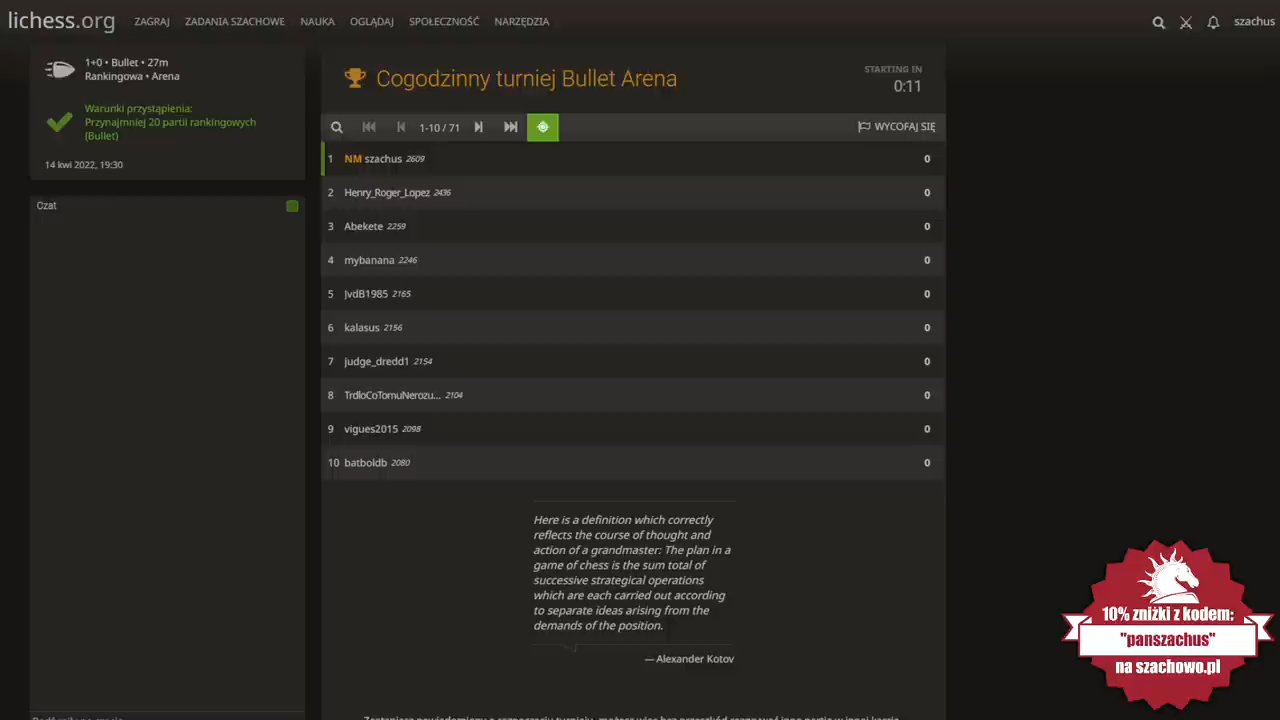 lichess.org ZAGRAJ ZADANIA SZACHOWE NAUKA OGLĄDAJ SPOŁECZNOŚĆ NARZĘDZIA szachus
1+0 • Bullet • 27m
Rankingowa • Arena
Warunki przystąpienia:
Przynajmniej 20 partii rankingowych
(Bullet)
14 kwi 2022, 19:30
Czat
Cogodzinny turniej Bullet Arena
STARTING IN
0:11
1-10 / 71 WYCOFAJ SIĘ
1 NM szachus 2609 0
2 Henry_Roger_Lopez 2436 0
3 Abekete 2259 0
4 mybanana 2246 0
5 JvdB1985 2165 0
6 kalasus 2156 0
7 judge_dredd1 2154 0
8 TrdloCoTomuNerozu... 2104 0
9 vigues2015 2098 0
10 batboldb 2080 0
Here is a definition which correctly
reflects the course of thought and
action of a grandmaster: The plan in a
game of chess is the sum total of
successive strategical operations
which are each carried out according
to separate ideas arising from the
demands of the position.
— Alexander Kotov
10% zniżki z kodem:
"panszachus"
na szachowo.pl